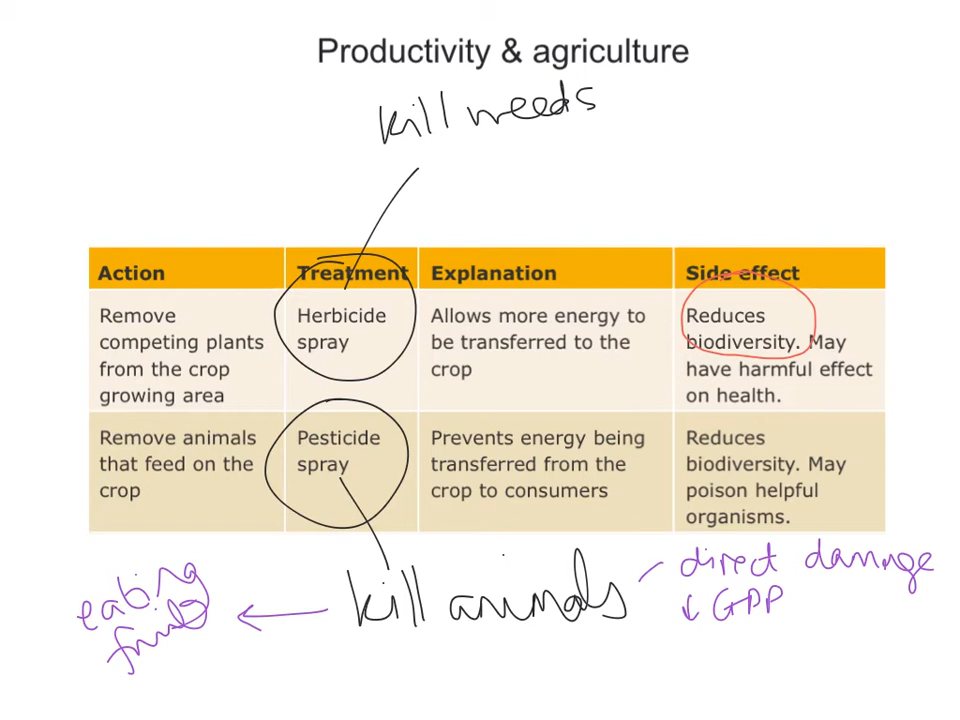 Productivity & agriculture
kill weeds
Action Treatment Explanation Side effect
Remove
competing plants
from the crop
growing area
Herbicide
spray
Allows more energy to
be transferred to the
crop
Reduces
biodiversity. May
have harmful effect
on health.
Remove animals
that feed on the
crop
Pesticide
spray
Prevents energy being
transferred from the
crop to consumers
Reduces
biodiversity. May
poison helpful
organisms.
direct damage
↓ GPP
kill animals
eating
fruit